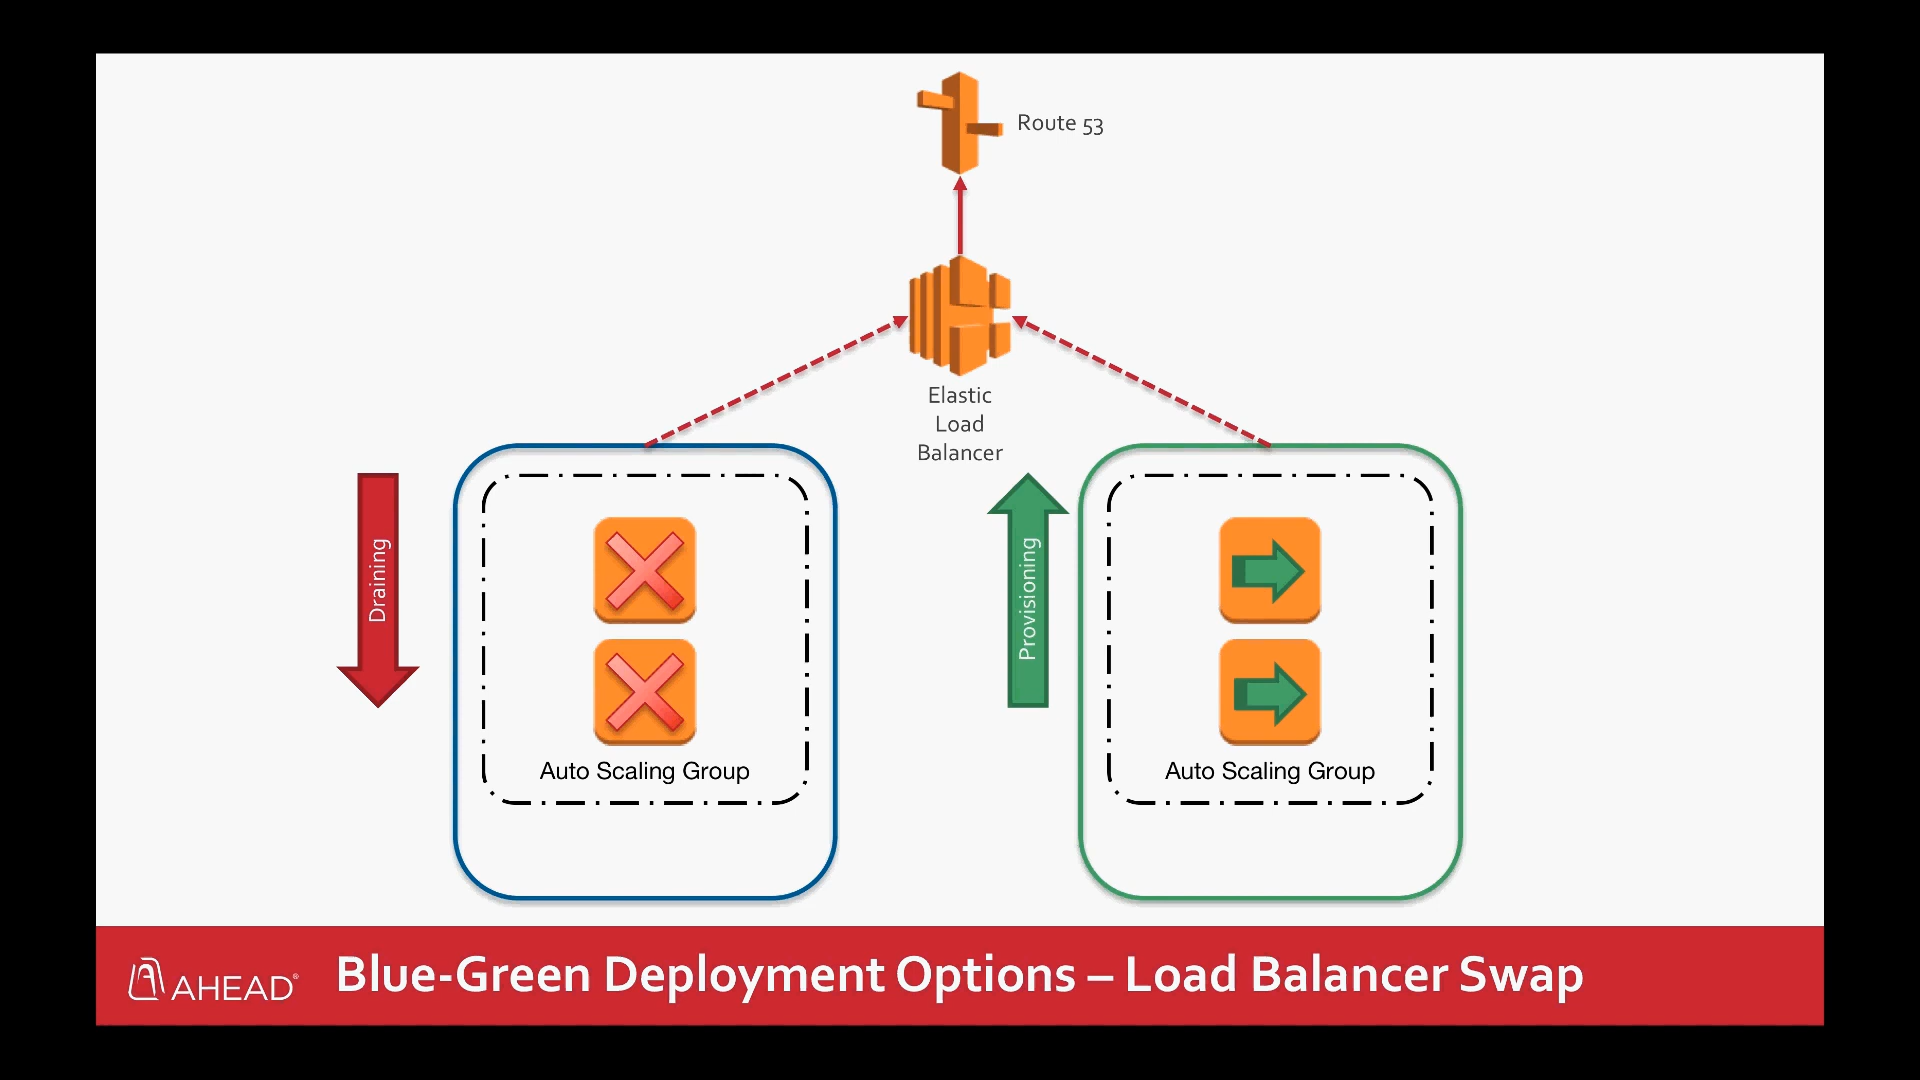 Route 53
Elastic
Load
Balancer
Draining
Provisioning
Auto Scaling Group
Auto Scaling Group
AHEAD®
Blue-Green Deployment Options – Load Balancer Swap